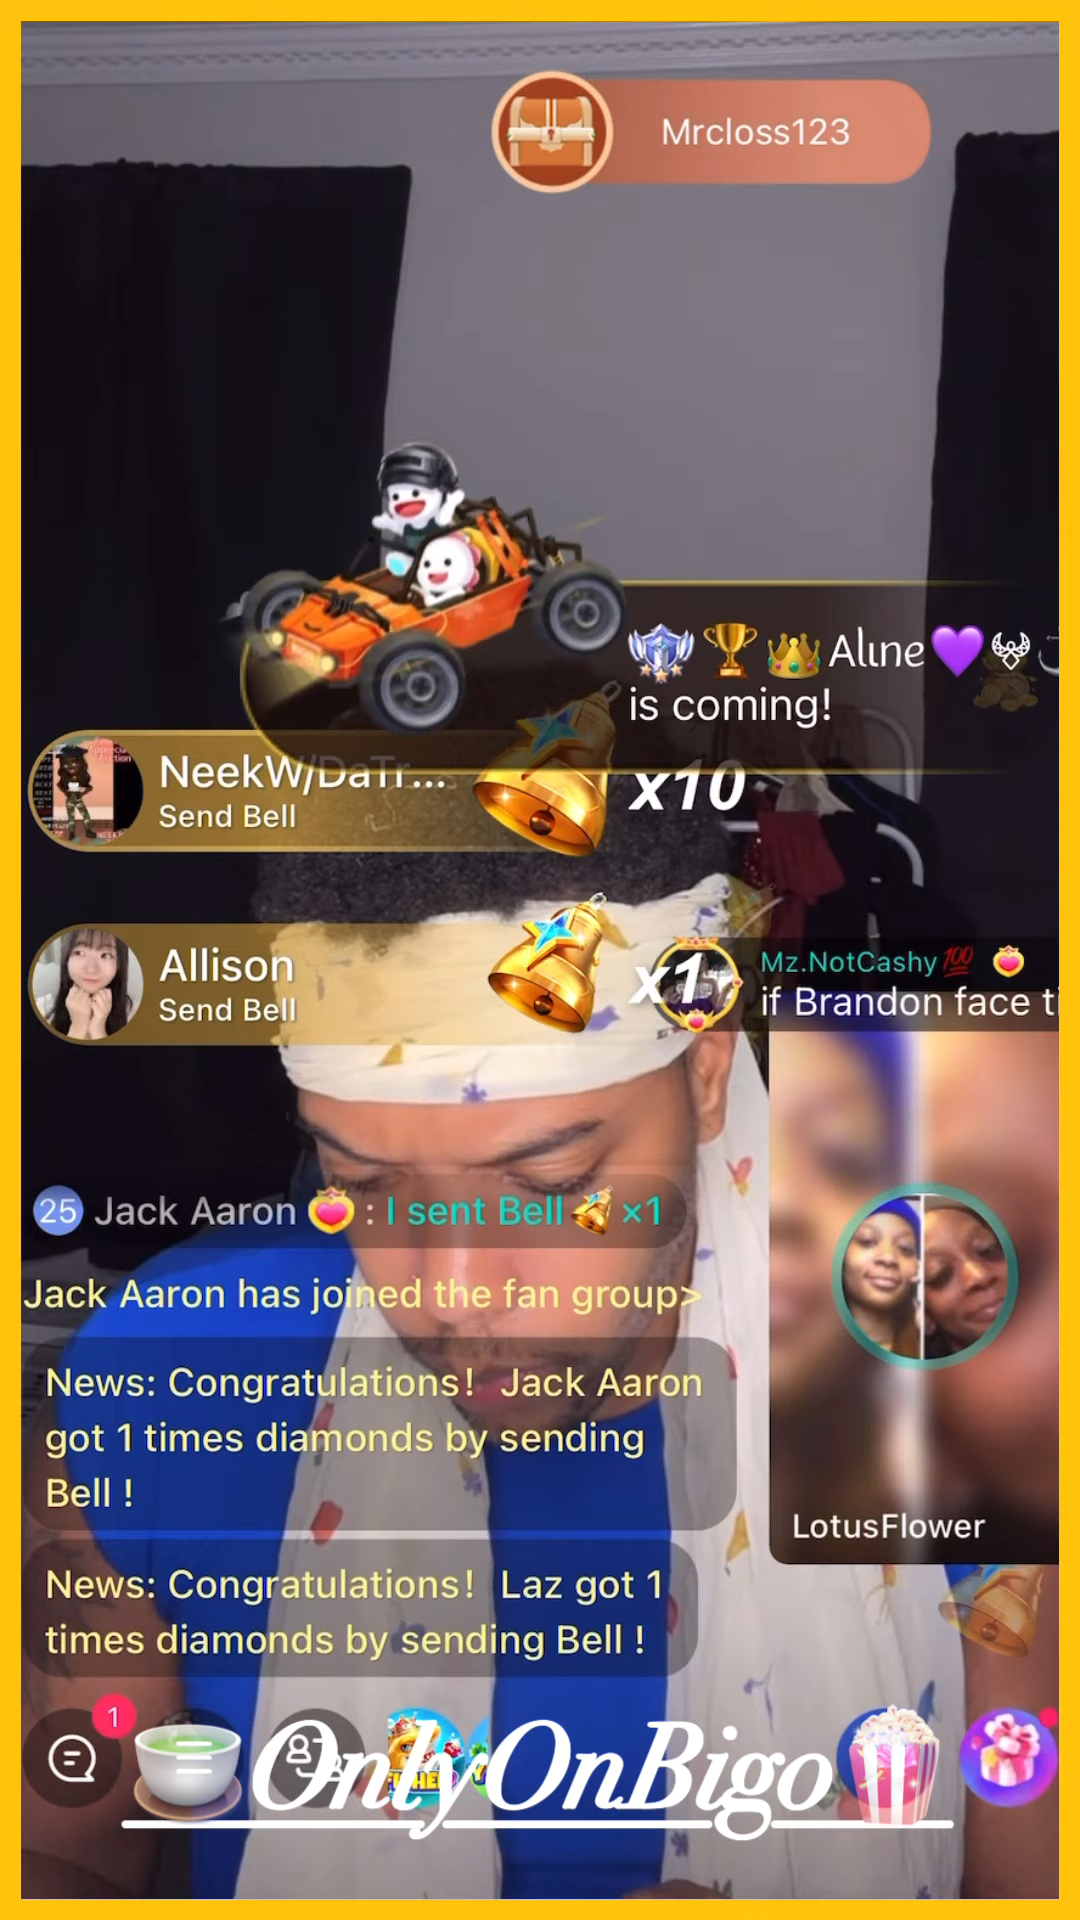 Mrcloss123
Alıne
is coming!
NeekW/DaTr...
Send Bell
x10
Allison
Send Bell
x1
Mz.NotCashy💯
if Brandon face ti
25 Jack Aaron : I sent Bell ×1
Jack Aaron has joined the fan group>
News: Congratulations! Jack Aaron
got 1 times diamonds by sending
Bell !
LotusFlower
News: Congratulations! Laz got 1
times diamonds by sending Bell !
1
OnlyOnBigo